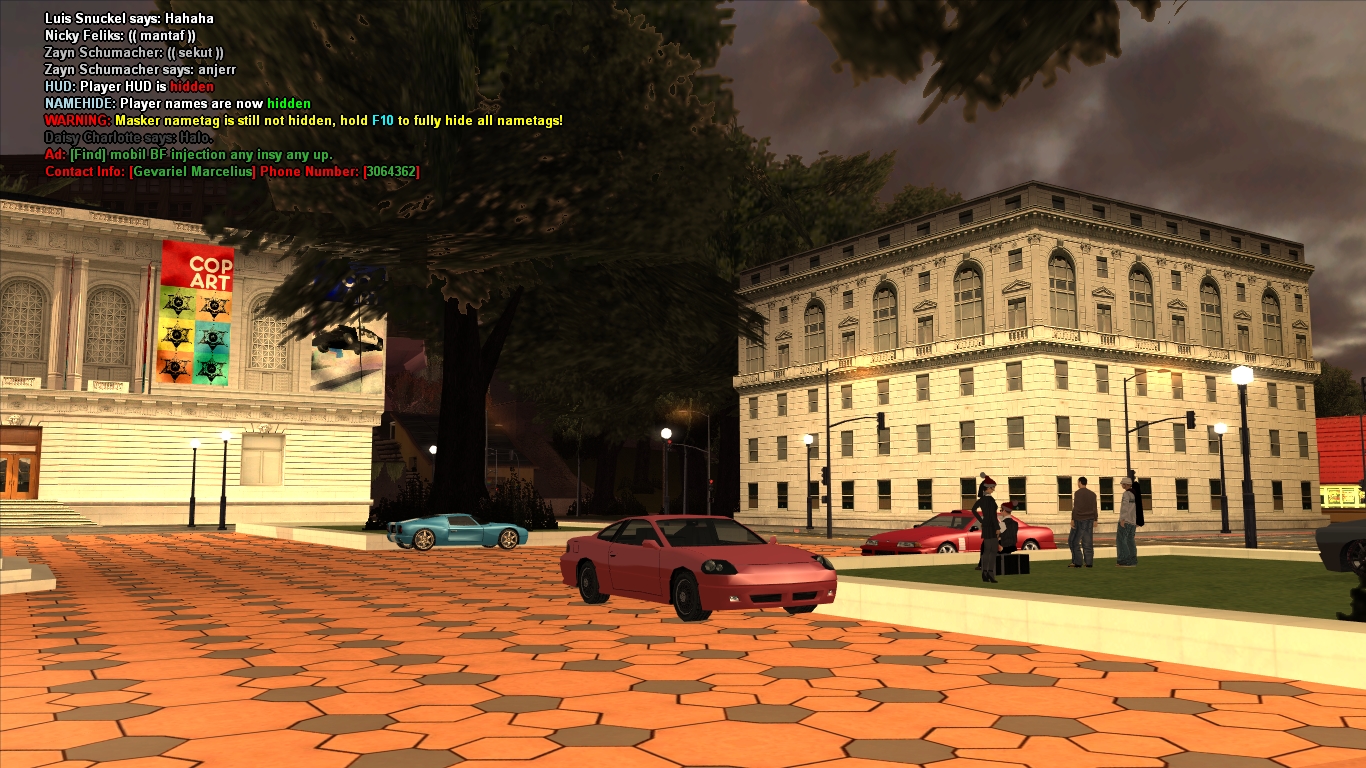 Luis Snuckel says: Hahaha
Nicky Feliks: (( mantaf ))
Zayn Schumacher: (( sekut ))
Zayn Schumacher says: anjerr
HUD: Player HUD is hidden
NAMEHIDE: Player names are now hidden
WARNING: Masker nametag is still not hidden, hold F10 to fully hide all nametags!
Daisy Charlotte says: Halo.
Ad: [Find] mobil BF injection any insy any up.
Contact Info: [Gevariel Marcelius] Phone Number: [3064362]
COP
ART